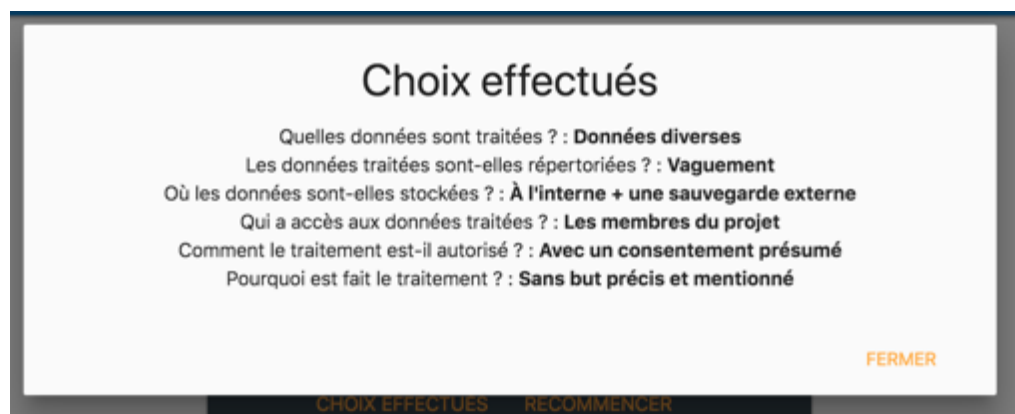 Choix effectués
Quelles données sont traitées ? : Données diverses
Les données traitées sont-elles répertoriées ? : Vaguement
Où les données sont-elles stockées ? : À l'interne + une sauvegarde externe
Qui a accès aux données traitées ? : Les membres du projet
Comment le traitement est-il autorisé ? : Avec un consentement présumé
Pourquoi est fait le traitement ? : Sans but précis et mentionné
FERMER
CHOIX EFFECTUÉS RECOMMENCER